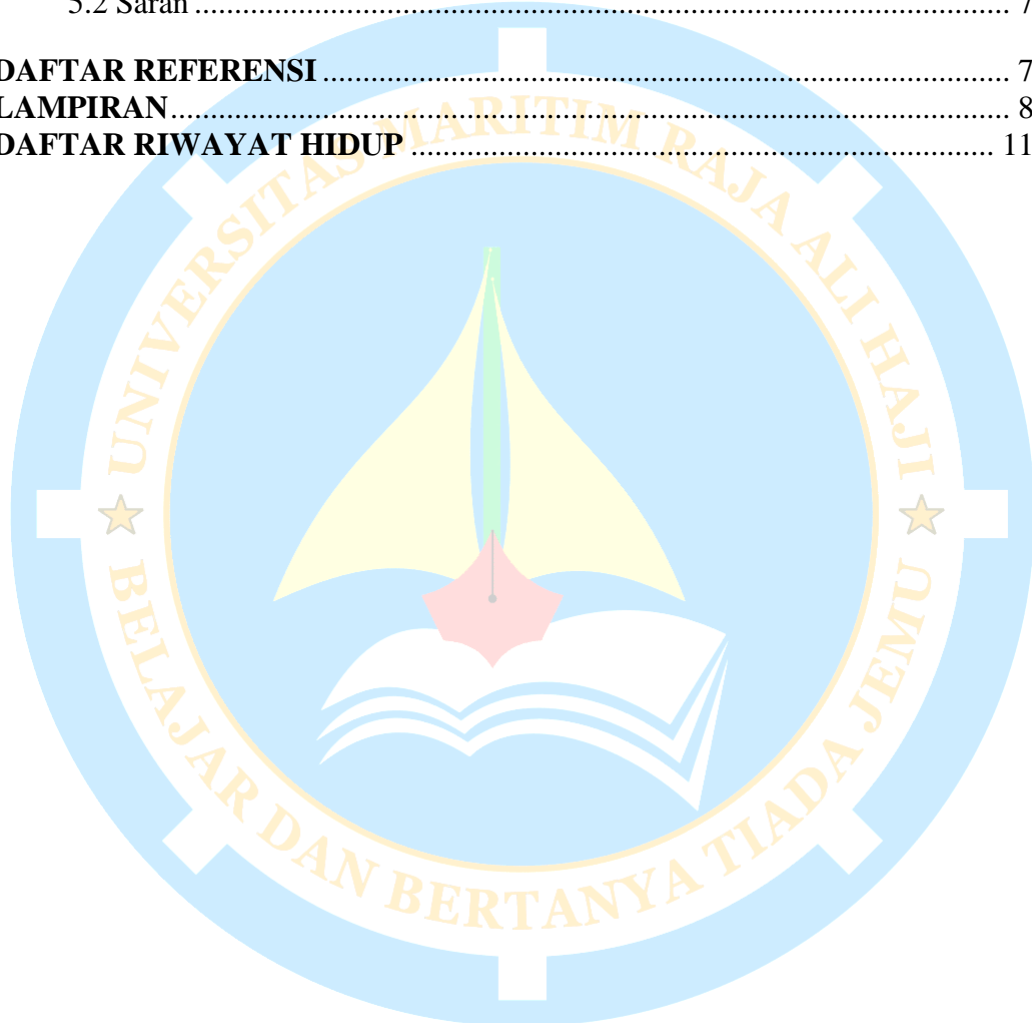 5.2 Saran ........................................................................................................ 7
DAFTAR REFERENSI ........................................................................................ 7
LAMPIRAN ........................................................................................................... 8
DAFTAR RIWAYAT HIDUP ........................................................................... 11
UNIVERSITAS MARITIM RAJA ALI HAJI
BELAJAR DAN BERTANYA TIADA JEMU